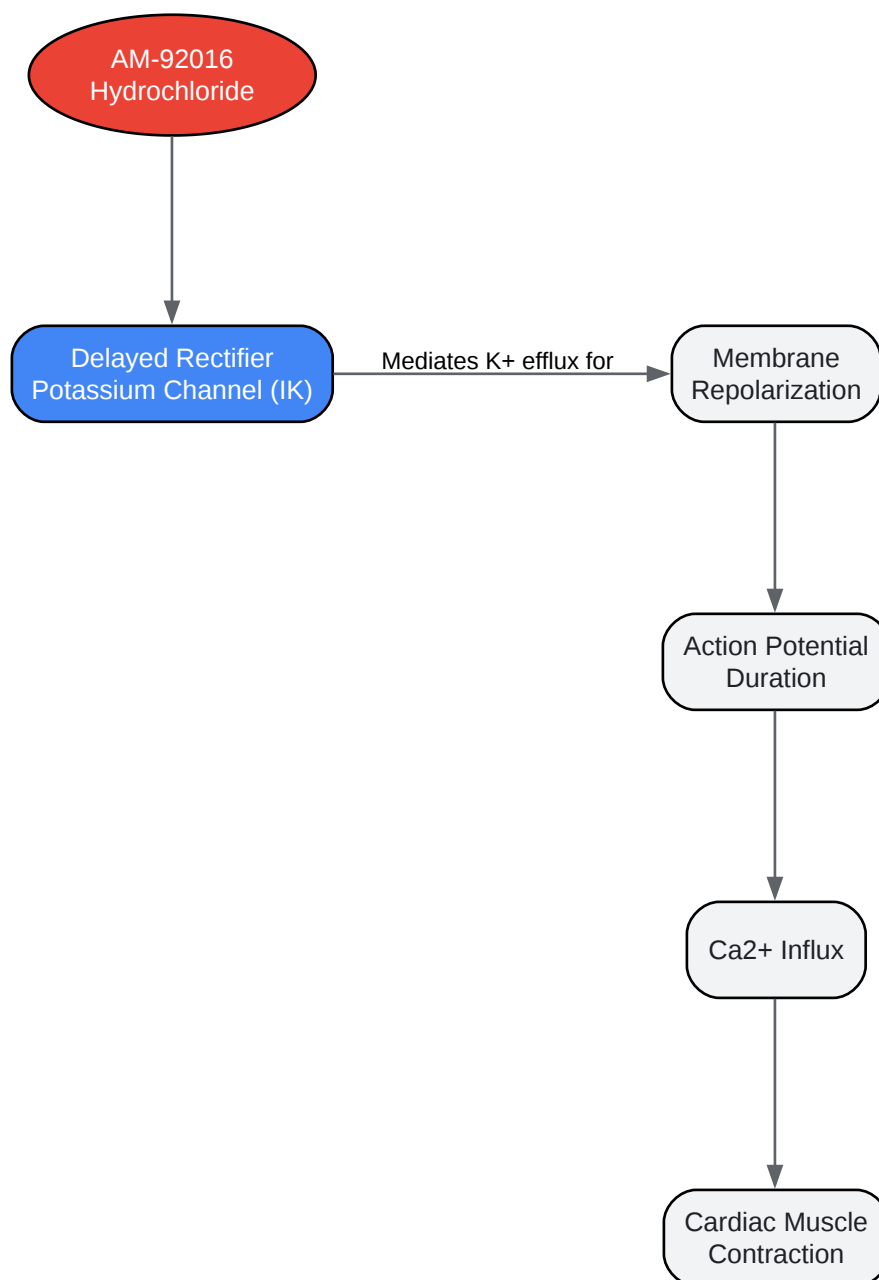 AM-92016
Hydrochloride
Delayed Rectifier
Potassium Channel (IK)
Mediates K+ efflux for
Membrane
Repolarization
Action Potential
Duration
Ca2+ Influx
Cardiac Muscle
Contraction